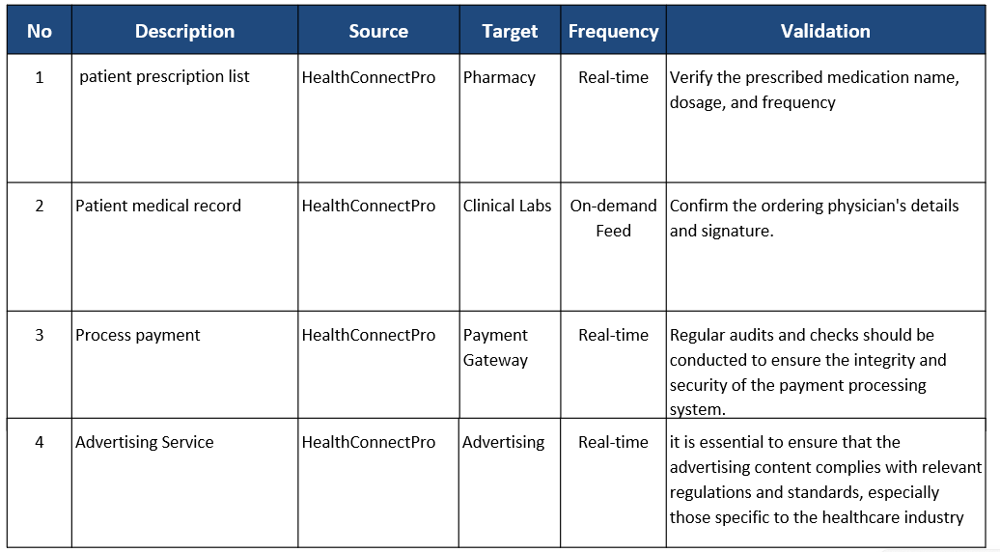 No Description Source Target Frequency Validation
1 patient prescription list HealthConnectPro Pharmacy Real-time Verify the prescribed medication name,
dosage, and frequency
2 Patient medical record HealthConnectPro Clinical Labs On-demand Confirm the ordering physician's details
Feed and signature.
3 Process payment HealthConnectPro Payment Real-time Regular audits and checks should be
Gateway conducted to ensure the integrity and
security of the payment processing
system.
4 Advertising Service HealthConnectPro Advertising Real-time it is essential to ensure that the
advertising content complies with relevant
regulations and standards, especially
those specific to the healthcare industry